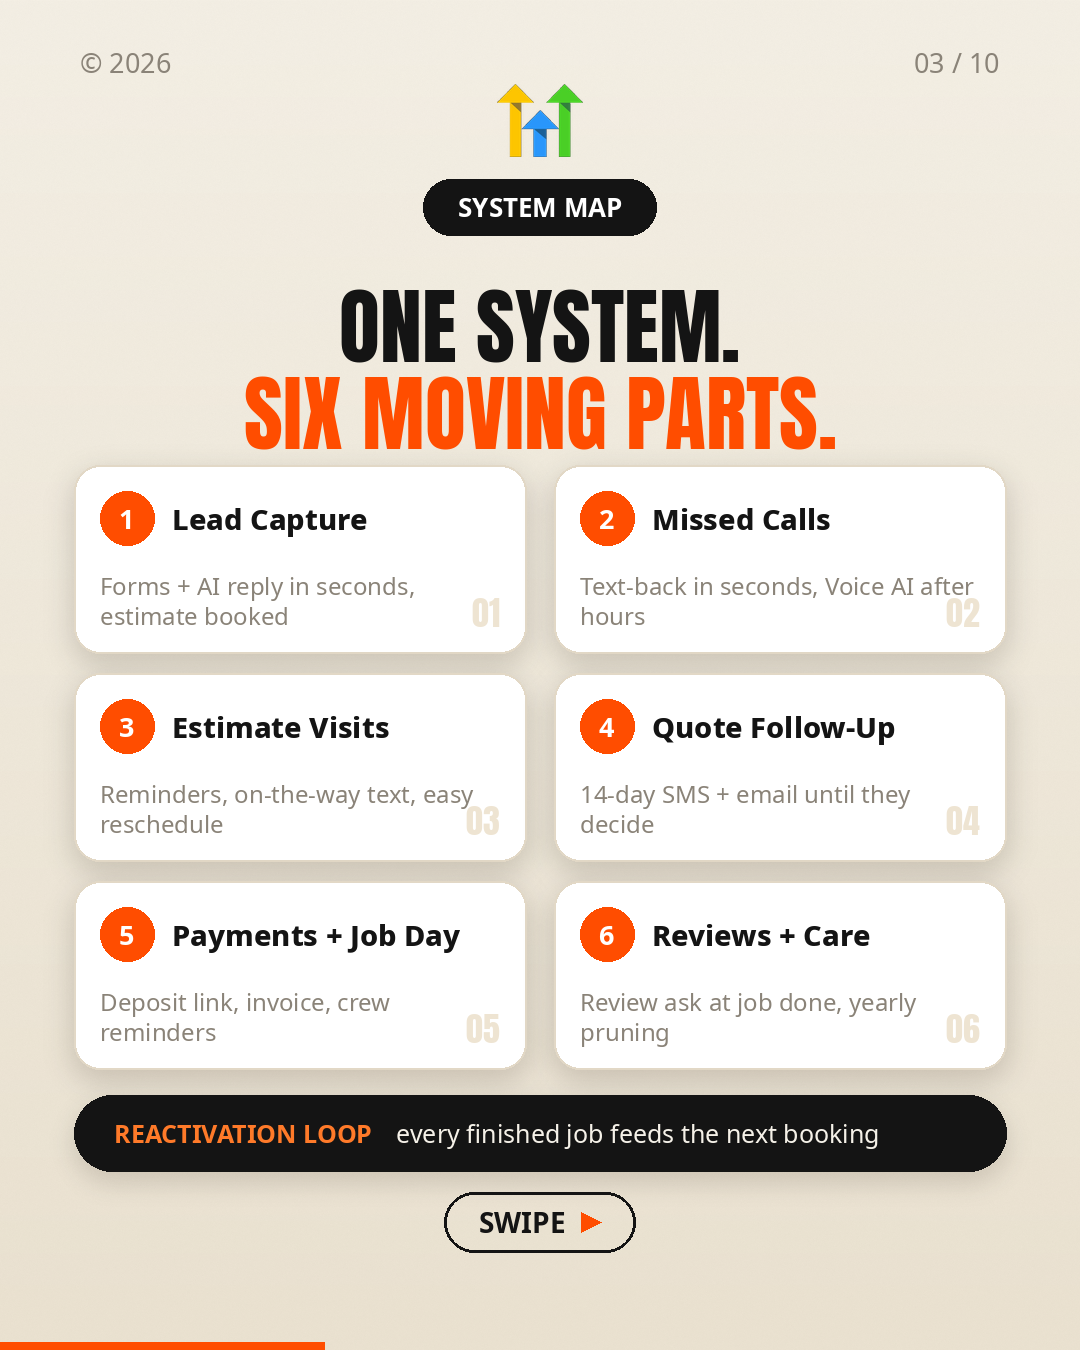 © 2026
03 / 10
SYSTEM MAP
ONE SYSTEM.
SIX MOVING PARTS.
1 Lead Capture
Forms + AI reply in seconds,
estimate booked
01
2 Missed Calls
Text-back in seconds, Voice AI after
hours
02
3 Estimate Visits
Reminders, on-the-way text, easy
reschedule
03
4 Quote Follow-Up
14-day SMS + email until they
decide
04
5 Payments + Job Day
Deposit link, invoice, crew
reminders
05
6 Reviews + Care
Review ask at job done, yearly
pruning
06
REACTIVATION LOOP every finished job feeds the next booking
SWIPE